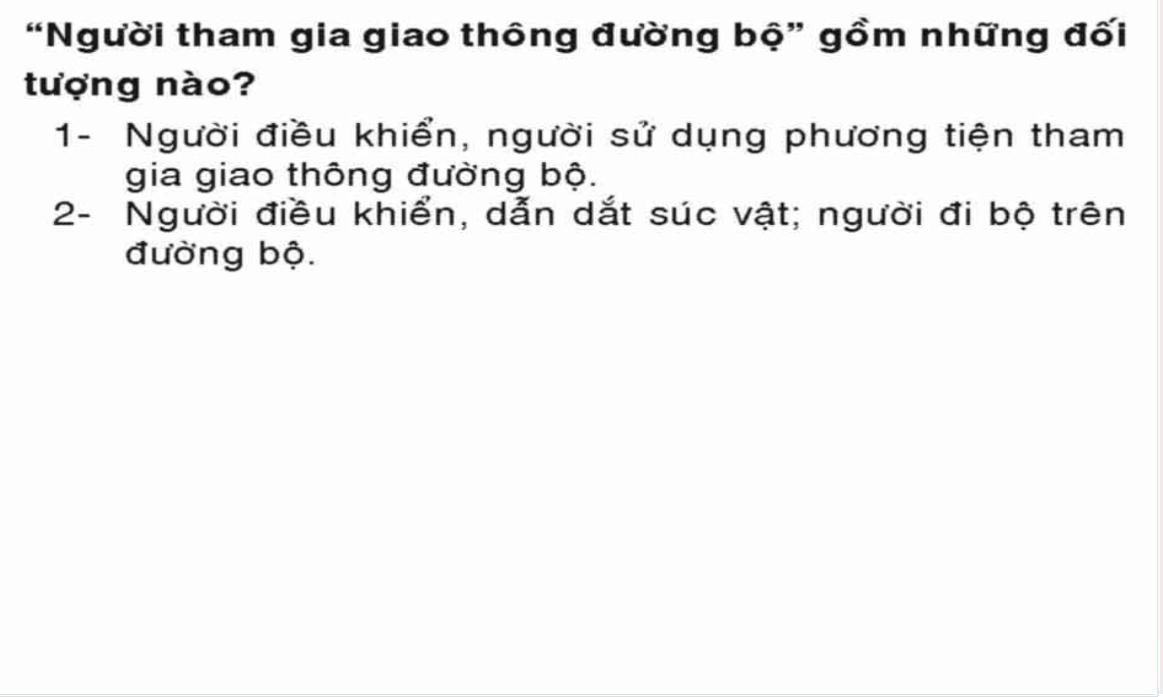 “Người tham gia giao thông đường bộ” gồm những đối
tượng nào?
1- Người điều khiển, người sử dụng phương tiện tham
gia giao thông đường bộ.
2- Người điều khiển, dẫn dắt súc vật; người đi bộ trên
đường bộ.